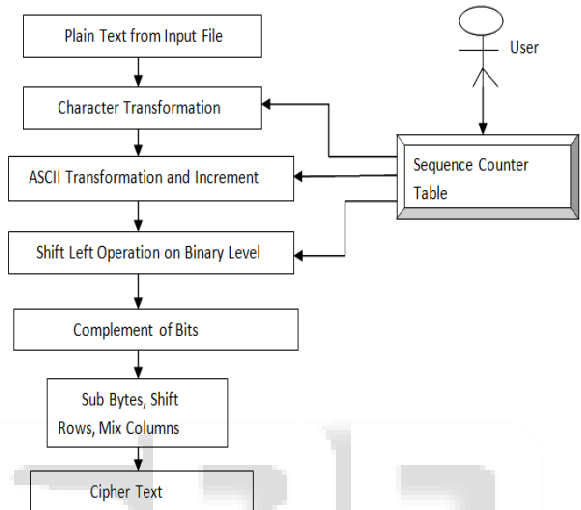 Plain Text from Input File
User
Character Transformation
Sequence Counter
Table
ASCII Transformation and Increment
Shift Left Operation on Binary Level
Complement of Bits
Sub Bytes, Shift
Rows, Mix Columns
Cipher Text